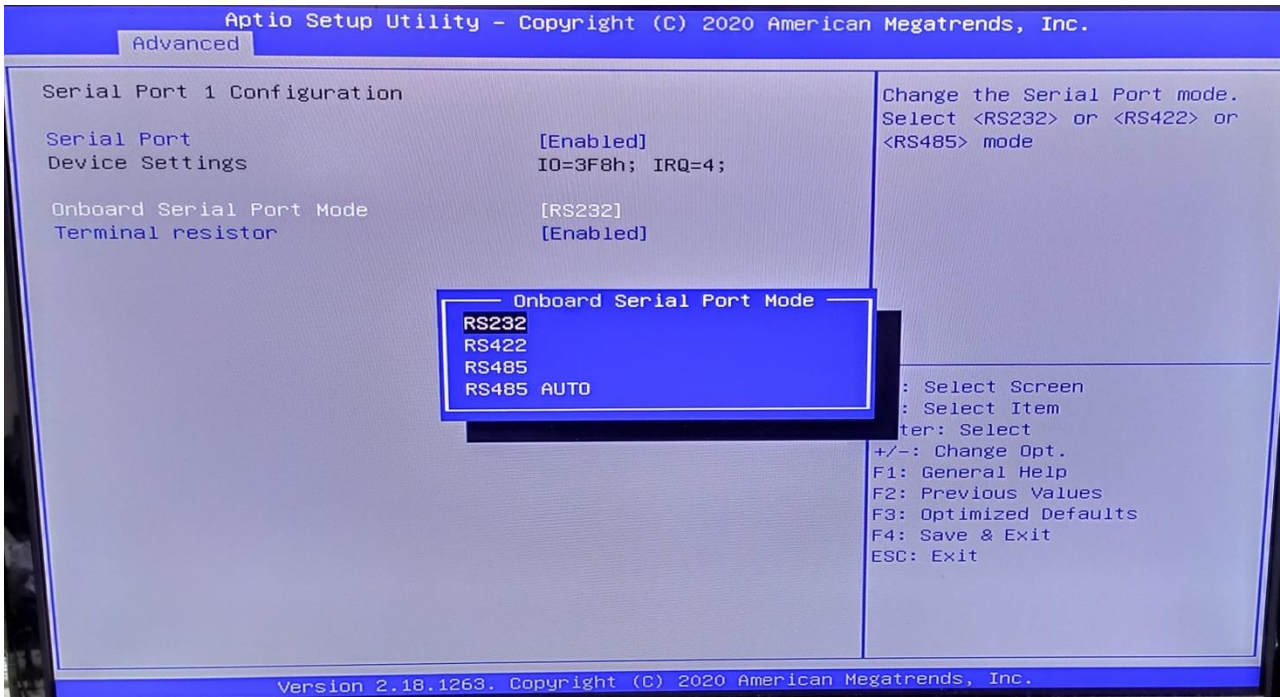 Aptio Setup Utility – Copyright (C) 2020 American Megatrends, Inc.
Advanced
Serial Port 1 Configuration
Serial Port [Enabled]
Device Settings IO=3F8h; IRQ=4;
Onboard Serial Port Mode [RS232]
Terminal resistor [Enabled]
Onboard Serial Port Mode
RS232
RS422
RS485
RS485 AUTO
Change the Serial Port mode.
Select <RS232> or <RS422> or
<RS485> mode
: Select Screen
: Select Item
ter: Select
+/-: Change Opt.
F1: General Help
F2: Previous Values
F3: Optimized Defaults
F4: Save & Exit
ESC: Exit
Version 2.18.1263. Copyright (C) 2020 American Megatrends, Inc.